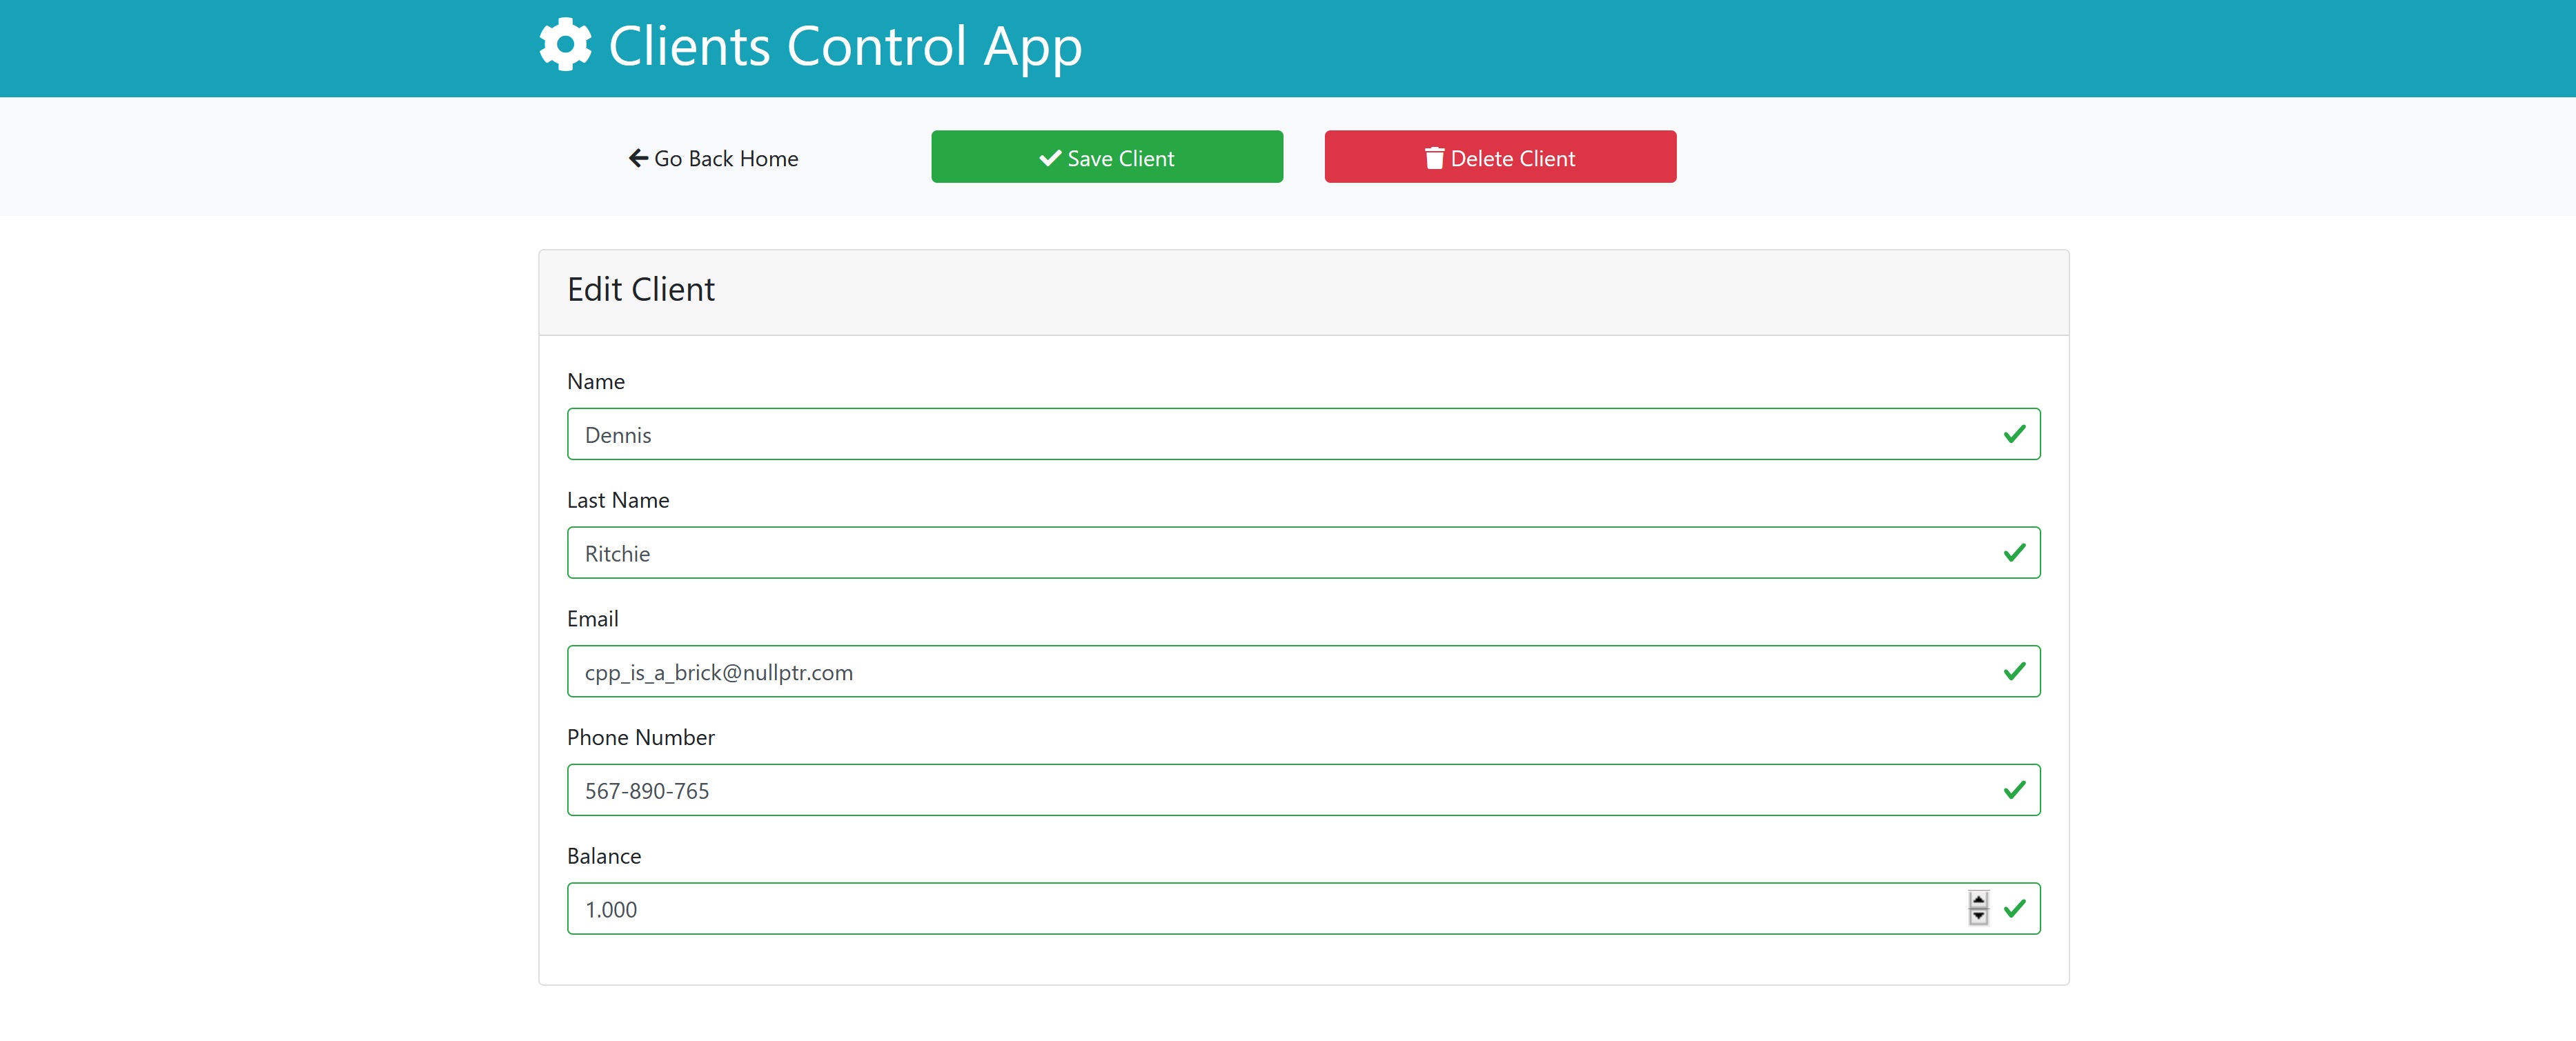 Clients Control App
Go Back Home
Save Client
Delete Client
Edit Client
Name
Dennis
Last Name
Ritchie
Email
cpp_is_a_brick@nullptr.com
Phone Number
567-890-765
Balance
1.000